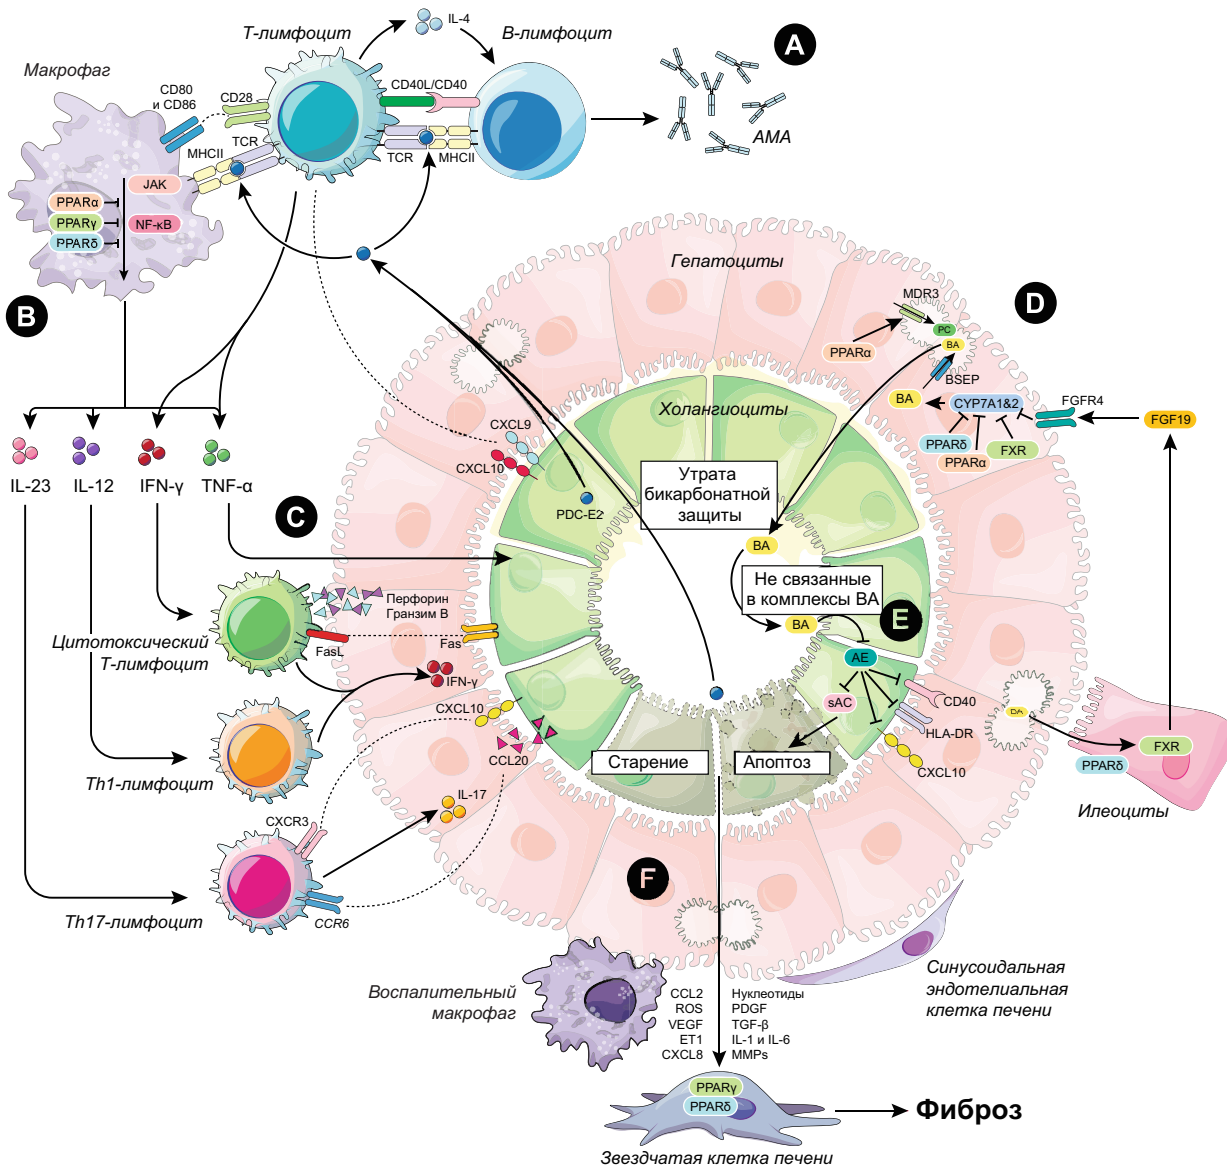 Т-лимфоцит
IL-4
В-лимфоцит
A
Макрофаг
CD80
и CD86
CD28
CD40L/CD40
AMA
MHCII
TCR
TCR
MHCII
JAK
PPARα
PPARγ
NF-κB
PPARδ
B
Гепатоциты
D
MDR3
PC
BA
PPARα
BSEP
BA
CYP7A1&2
FGFR4
FGF19
PPARδ
PPARα
FXR
Холангиоциты
CXCL9
CXCL10
Утрата
бикарбонатной
защиты
PDC-E2
IL-23
IL-12
IFN-γ
TNF-α
C
BA
Не связанные
в комплексы BA
BA
E
Перфорин
Гранзим B
Цитотоксический
Т-лимфоцит
FasL
Fas
IFN-γ
AE
sAC
CD40
HLA-DR
CXCL10
CXCL10
CCL20
Старение
Апоптоз
BA
FXR
PPARδ
Илеоциты
Th1-лимфоцит
IL-17
CXCR3
CCR6
Th17-лимфоцит
F
Воспалительный
макрофаг
Синусоидальная
эндотелиальная
клетка печени
CCL2
ROS
VEGF
ET1
CXCL8
Нуклеотиды
PDGF
TGF-β
IL-1 и IL-6
MMPs
PPARγ
PPARδ
Фиброз
Звездчатая клетка печени